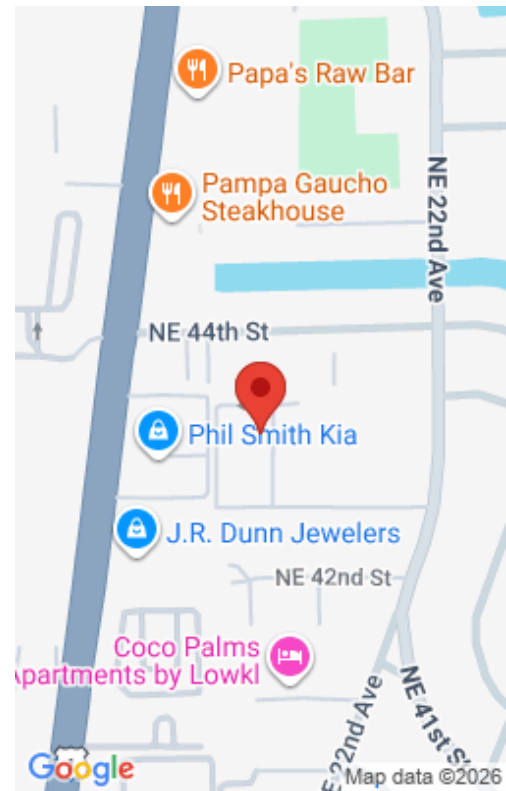 Papa's Raw Bar
Pampa Gaucho
Steakhouse
NE 22nd Ave
NE 44th St
Phil Smith Kia
J.R. Dunn Jewelers
NE 42nd St
Coco Palms
Apartments by Lowkl
NE 41st S
E 22nd Ave
Google
Map data ©2026